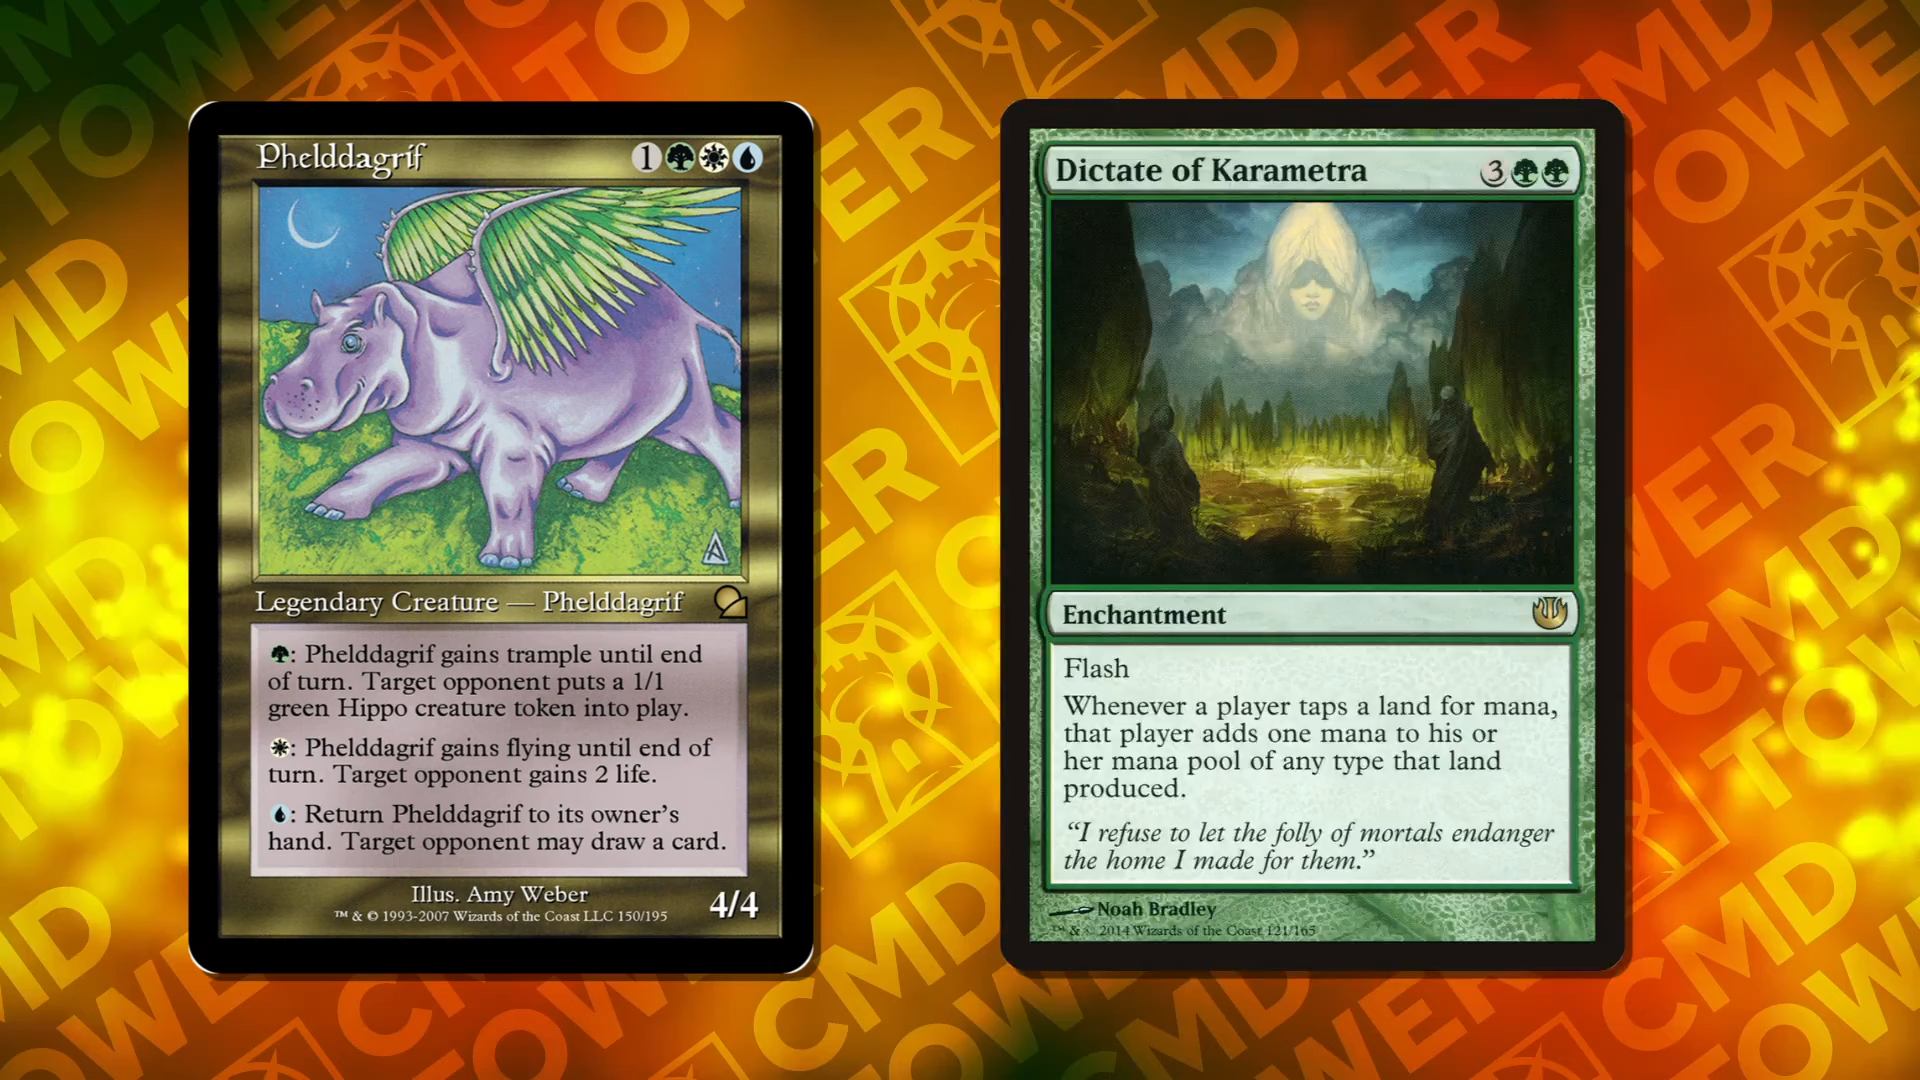 Phelddagrif 1
Legendary Creature — Phelddagrif
: Phelddagrif gains trample until end
of turn. Target opponent puts a 1/1
green Hippo creature token into play.
: Phelddagrif gains flying until end of
turn. Target opponent gains 2 life.
: Return Phelddagrif to its owner's
hand. Target opponent may draw a card.
Illus. Amy Weber
™ & © 1993-2007 Wizards of the Coast LLC 150/195
4/4
Dictate of Karametra 3
Enchantment
Flash
Whenever a player taps a land for mana,
that player adds one mana to his or
her mana pool of any type that land
produced.
“I refuse to let the folly of mortals endanger
the home I made for them.”
Noah Bradley
™ & © 2014 Wizards of the Coast 121/165
CMD
TOWER